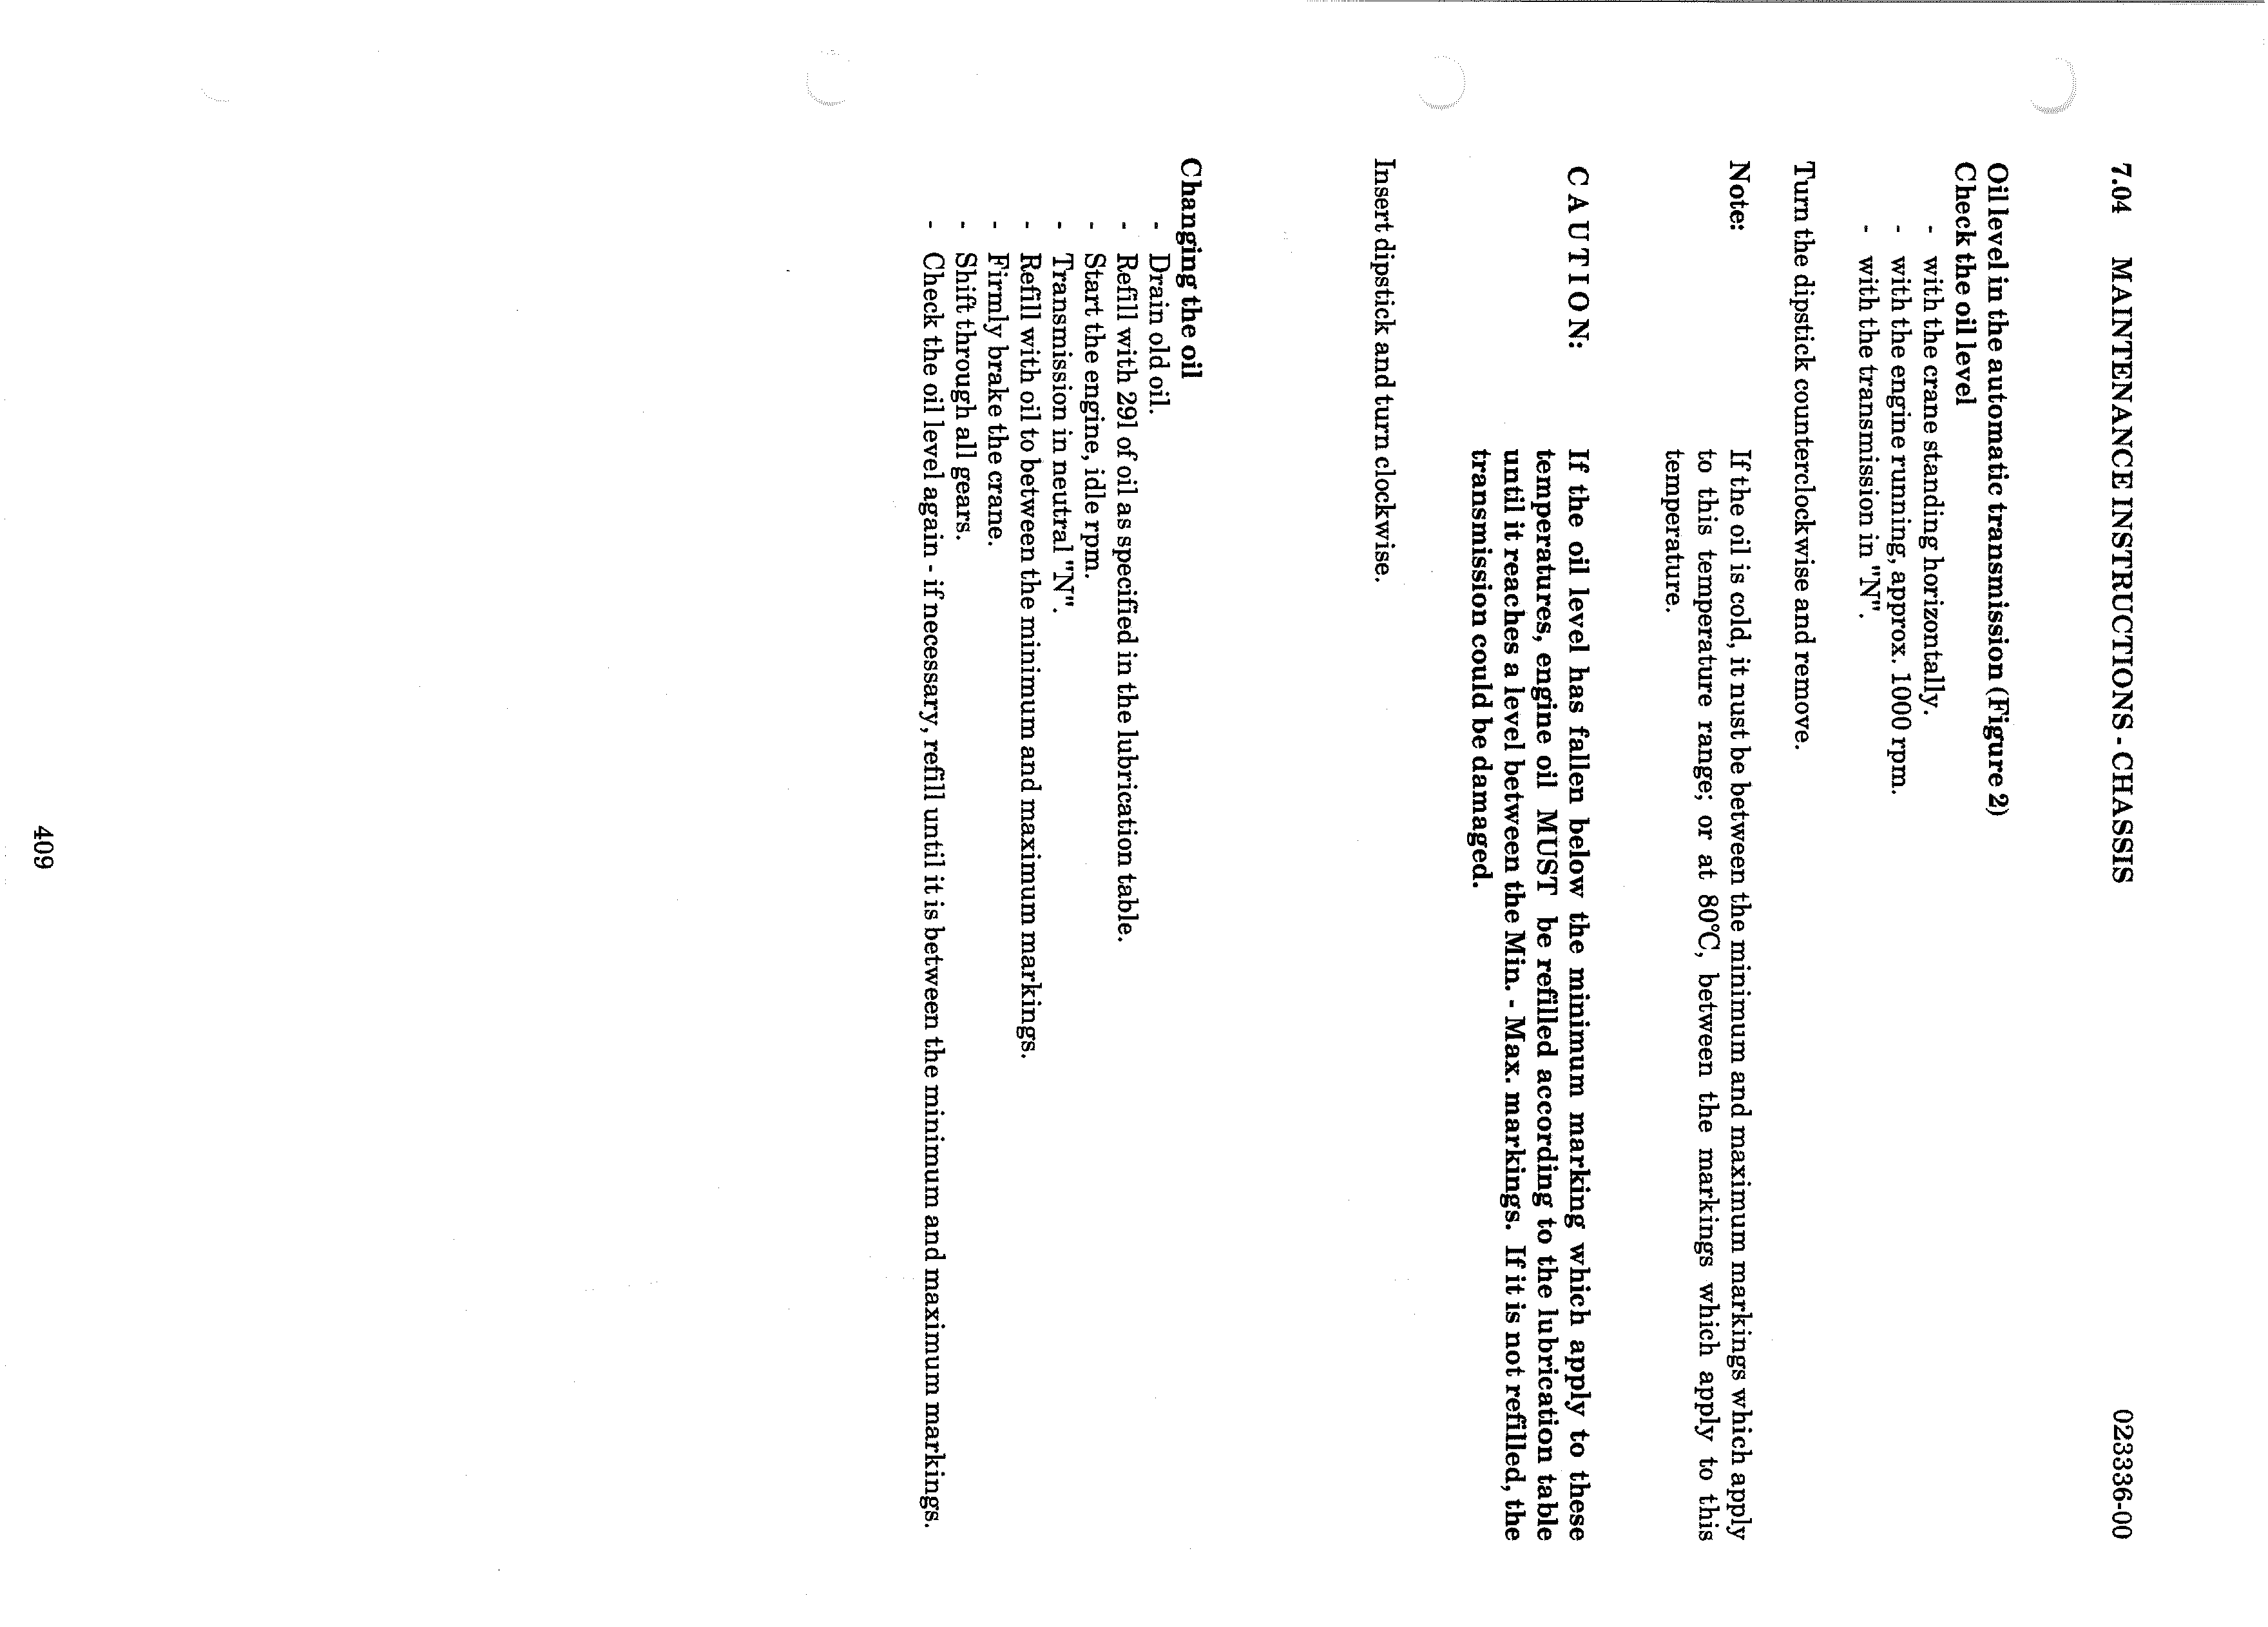 7.04 MAINTENANCE INSTRUCTIONS - CHASSIS 023336-00
Oil level in the automatic transmission (Figure 2)
Check the oil level
- with the crane standing horizontally.
- with the engine running, approx. 1000 rpm.
- with the transmission in "N".
Turn the dipstick counterclockwise and remove.
Note: If the oil is cold, it nust be between the minimum and maximum markings which apply
to this temperature range; or at 80°C, between the markings which apply to this
temperature.
CAUTION: If the oil level has fallen below the minimum marking which apply to these
temperatures, engine oil MUST be refilled according to the lubrication table
until it reaches a level between the Min. - Max. markings. If it is not refilled, the
transmission could be damaged.
Insert dipstick and turn clockwise.
Changing the oil
- Drain old oil.
- Refill with 29l of oil as specified in the lubrication table.
- Start the engine, idle rpm.
- Transmission in neutral "N".
- Refill with oil to between the minimum and maximum markings.
- Firmly brake the crane.
- Shift through all gears.
- Check the oil level again - if necessary, refill until it is between the minimum and maximum markings.
409